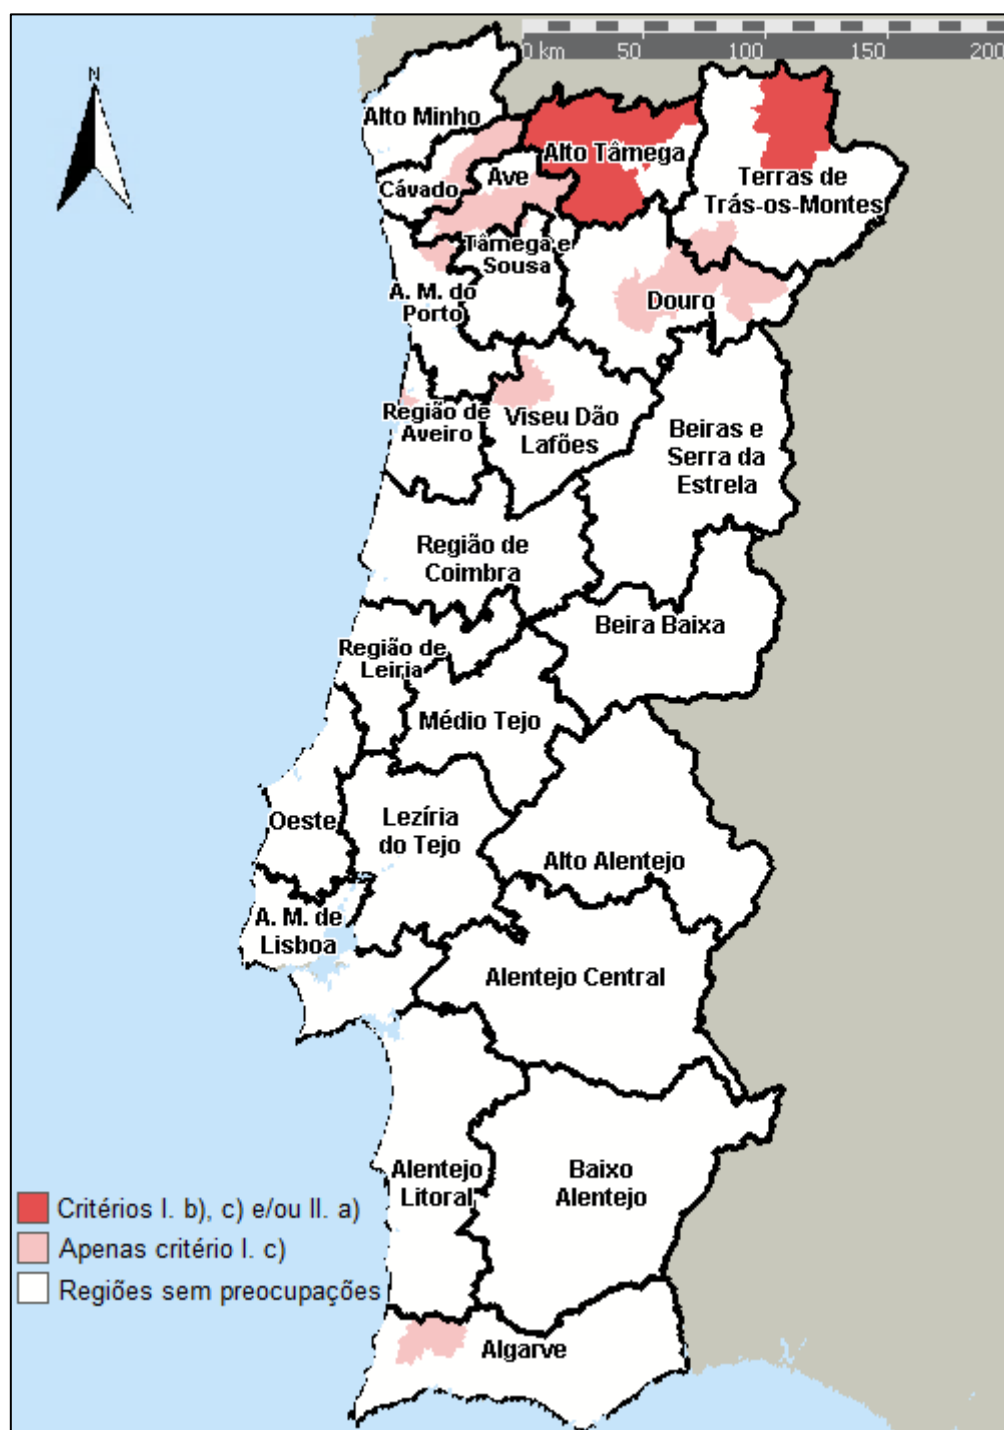 0 km 50 100 150 200
N
Alto Minho
Alto Tâmega
Cávado
Ave
Terras de
Trás-os-Montes
Tâmega e
Sousa
A. M. do
Porto
Douro
Região de
Aveiro
Viseu Dão
Lafões
Beiras e
Serra da
Estrela
Região de
Coimbra
Beira Baixa
Região de
Leiria
Médio Tejo
Oeste
Lezíria
do Tejo
Alto Alentejo
A. M. de
Lisboa
Alentejo Central
Alentejo
Litoral
Baixo
Alentejo
Critérios I. b), c) e/ou II. a)
Apenas critério I. c)
Regiões sem preocupações
Algarve